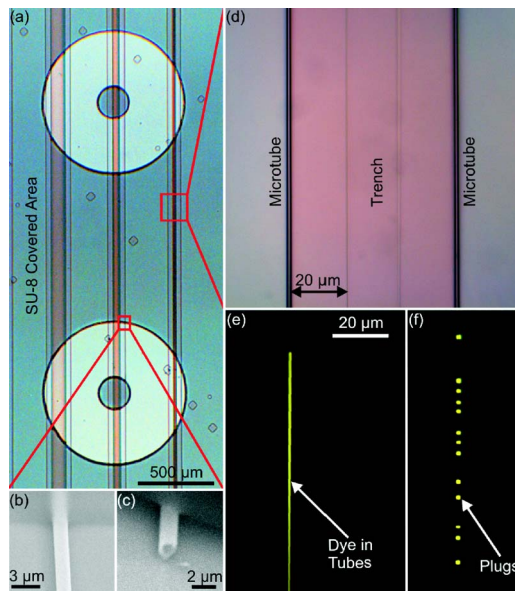 (a)
SU-8 Covered Area
500 µm
(b)
3 µm
(c)
2 µm
(d)
Microtube
Trench
Microtube
20 µm
(e)
20 µm
Dye in
Tubes
(f)
Plugs